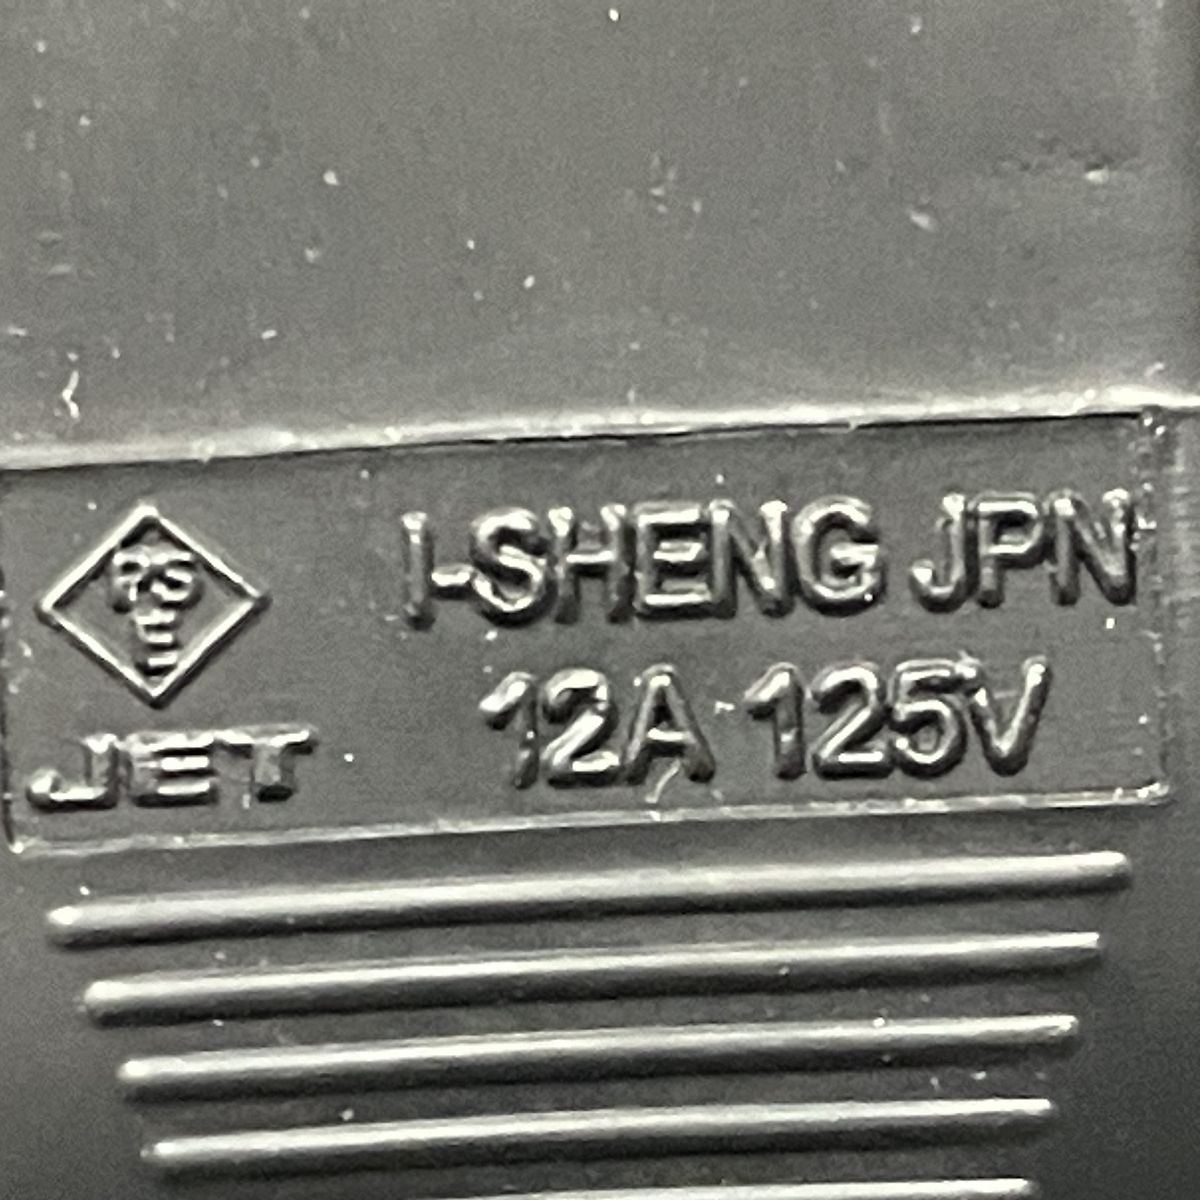 PS
E
I-SHENG JPN
JET
12A 125V